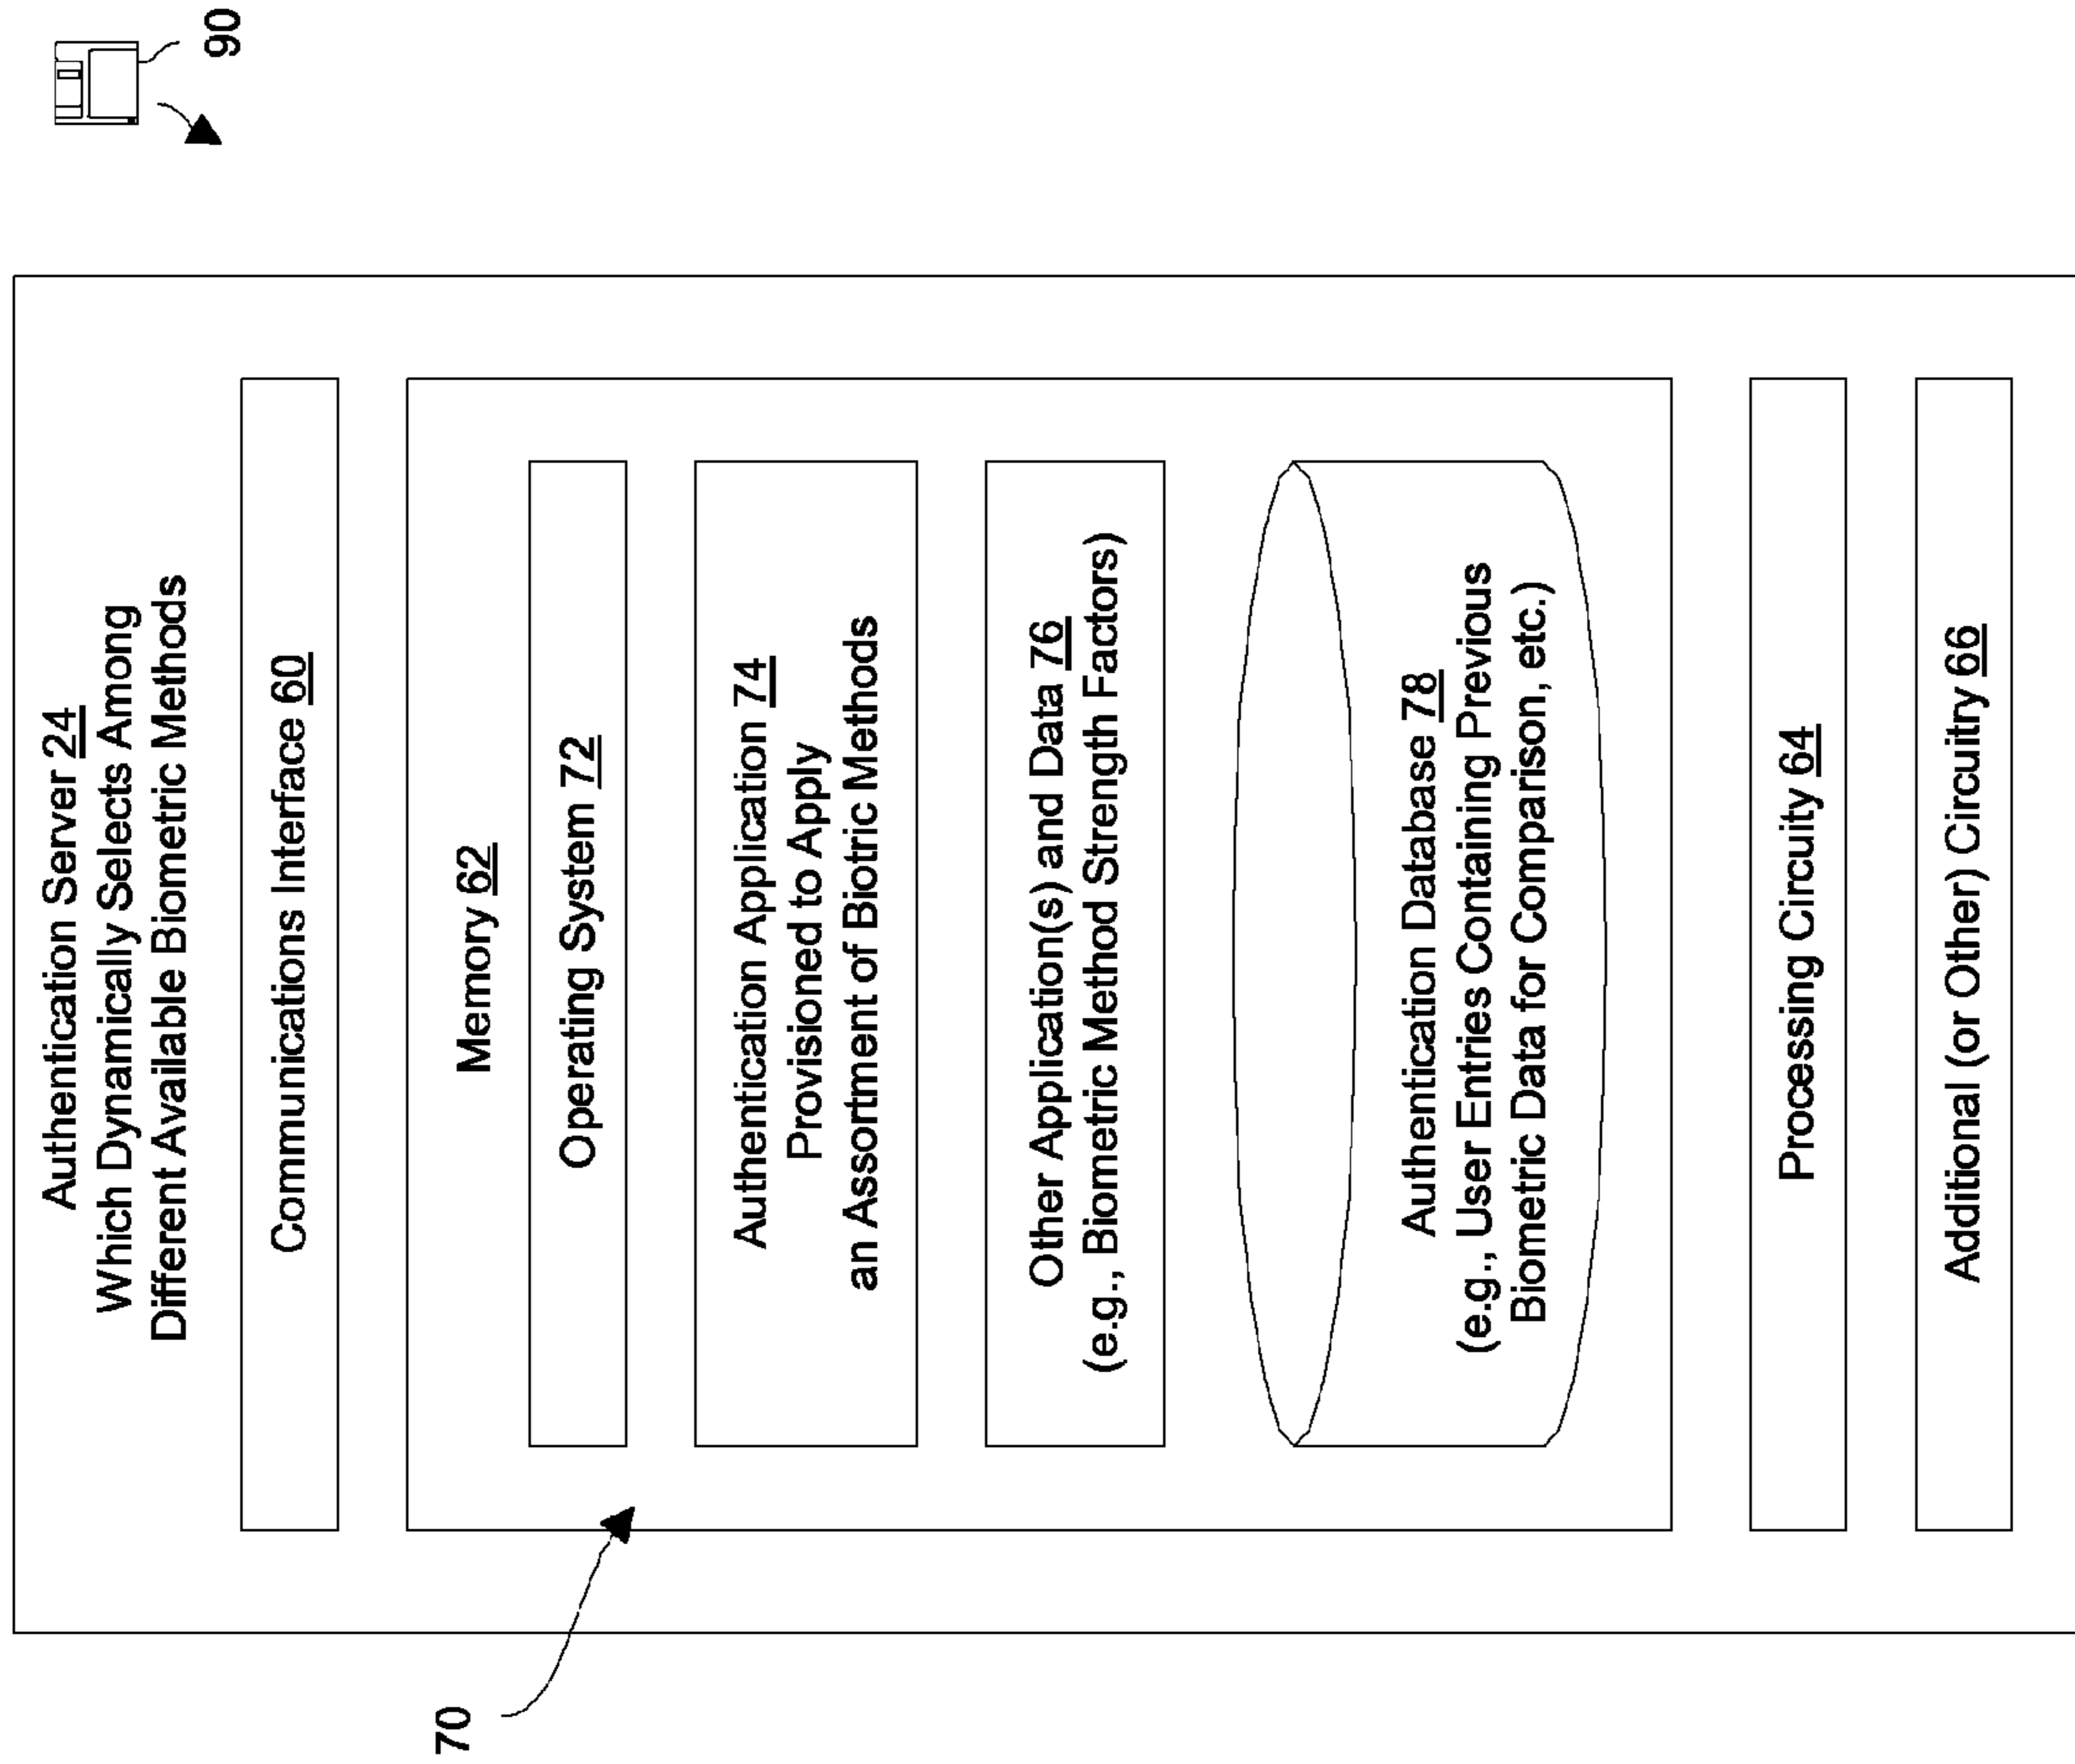 Authentication Server 24
Which Dynamically Selects Among
Different Available Biometric Methods
Communications Interface 60
70
Memory 62
Operating System 72
Authentication Application 74
Provisioned to Apply
an Assortment of Biotric Methods
Other Application(s) and Data 76
(e.g., Biometric Method Strength Factors)
Authentication Database 78
(e.g., User Entries Containing Previous
Biometric Data for Comparison, etc.)
Processing Circuity 64
Additional (or Other) Circuitry 66
90